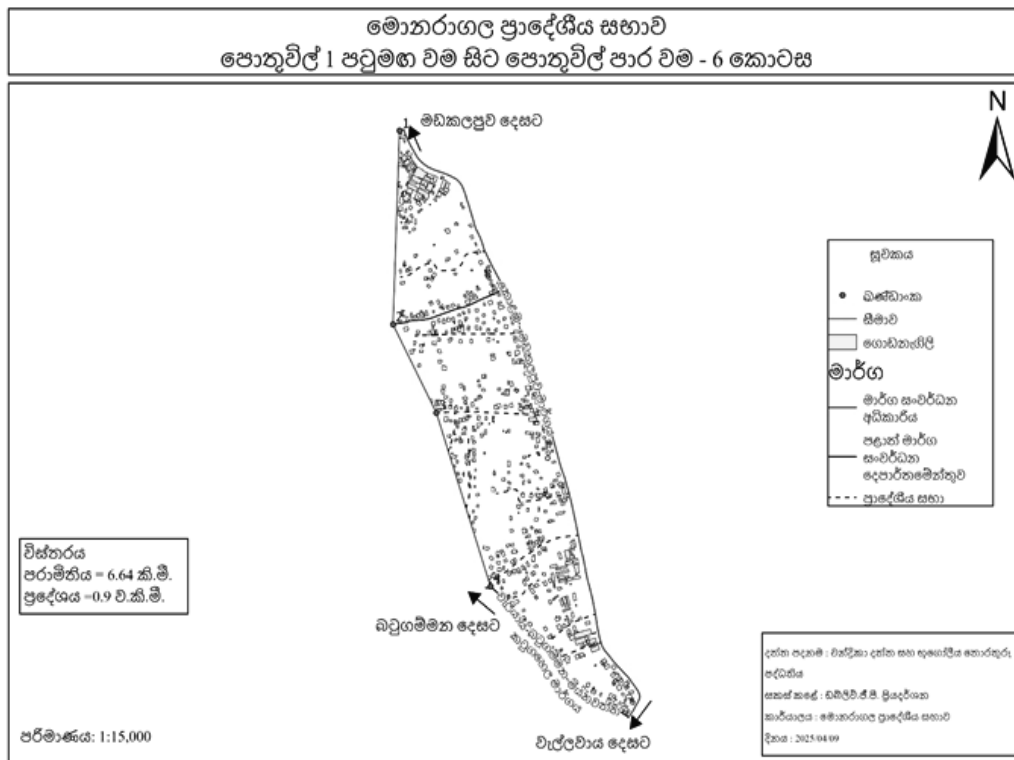 මොනරාගල ප්‍රාදේශීය සභාව
පොතුවිල් 1 පටුමඟ වම සිට පොතුවිල් පාර වම - 6 කොටස
1
මඩකලපුව දෙසට
N
සූචකය
ඛණ්ඩාංක
සීමාව
ගොඩනැගිලි
මාර්ග
මාර්ග සංවර්ධන
අධිකාරිය
පළාත් මාර්ග
සංවර්ධන
දෙපාර්තමේන්තුව
ප්‍රාදේශීය සභා
විස්තරය
පරාමිතිය = 6.64 කි.මී.
ප්‍රදේශය =0.9 ව.කි.මී.
බටුගම්මන දෙසට
මාර්ගය
වැල්ලවාය දෙසට
පරිමාණය: 1:15,000
දත්ත පදනම : චන්ද්‍රිකා දත්ත සහ භූගෝලීය තොරතුරු
පද්ධතිය
සකස් කළේ : ඩබ්ලිව්.ජී.පී. ප්‍රියදර්ශන
කාර්යාලය : මොනරාගල ප්‍රාදේශීය සභාව
දිනය : 2025/04/09